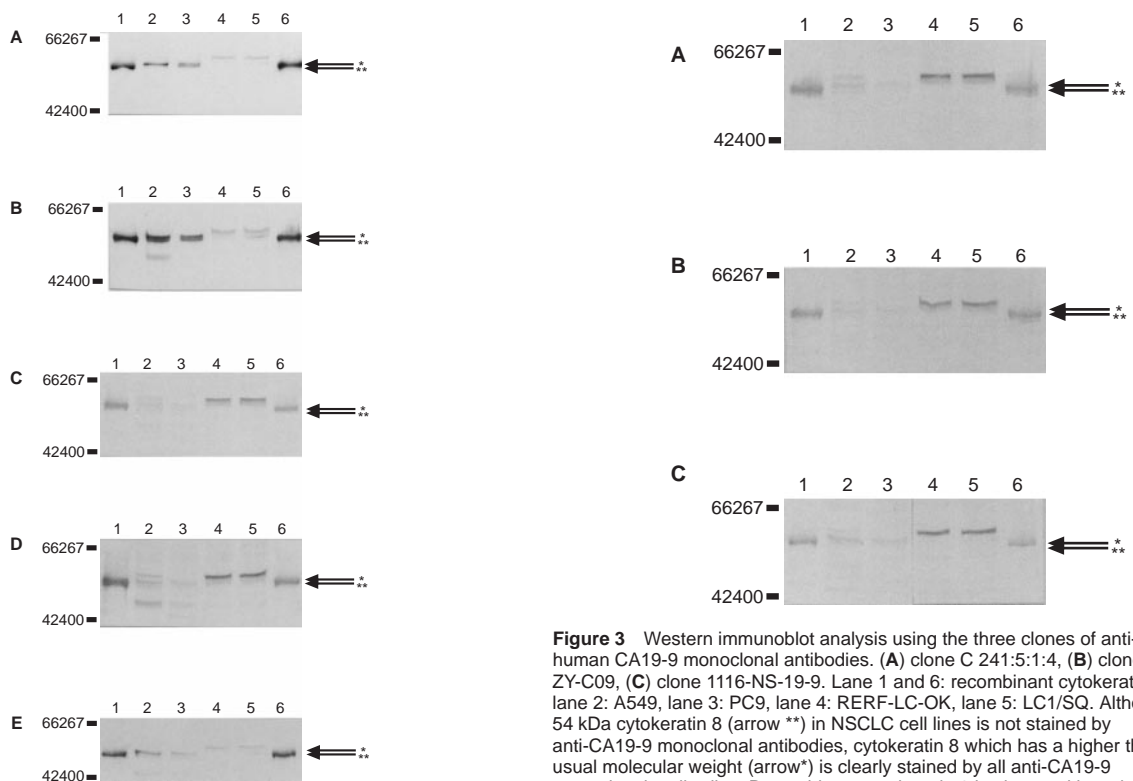 1 2 3 4 5 6
A
66267
*
**
42400
1 2 3 4 5 6
B
66267
*
**
42400
1 2 3 4 5 6
C
66267
*
**
42400
1 2 3 4 5 6
D
66267
*
**
42400
1 2 3 4 5 6
E
66267
*
**
42400
1 2 3 4 5 6
A
66267
*
**
42400
1 2 3 4 5 6
B
66267
*
**
42400
1 2 3 4 5 6
C
66267
*
**
42400
Figure 3 Western immunoblot analysis using the three clones of anti-
human CA19-9 monoclonal antibodies. (A) clone C 241:5:1:4, (B)
ZY-C09, (C) clone 1116-NS-19-9. Lane 1 and 6: recombinant
lane 2: A549, lane 3: PC9, lane 4: RERF-LC-OK, lane 5: LC1/SQ.
54 kDa cytokeratin 8 (arrow **) in NSCLC cell lines is not stained by
anti-CA19-9 monoclonal antibodies, cytokeratin 8 which has a higher
usual molecular weight (arrow*) is clearly stained by all anti-CA19-9